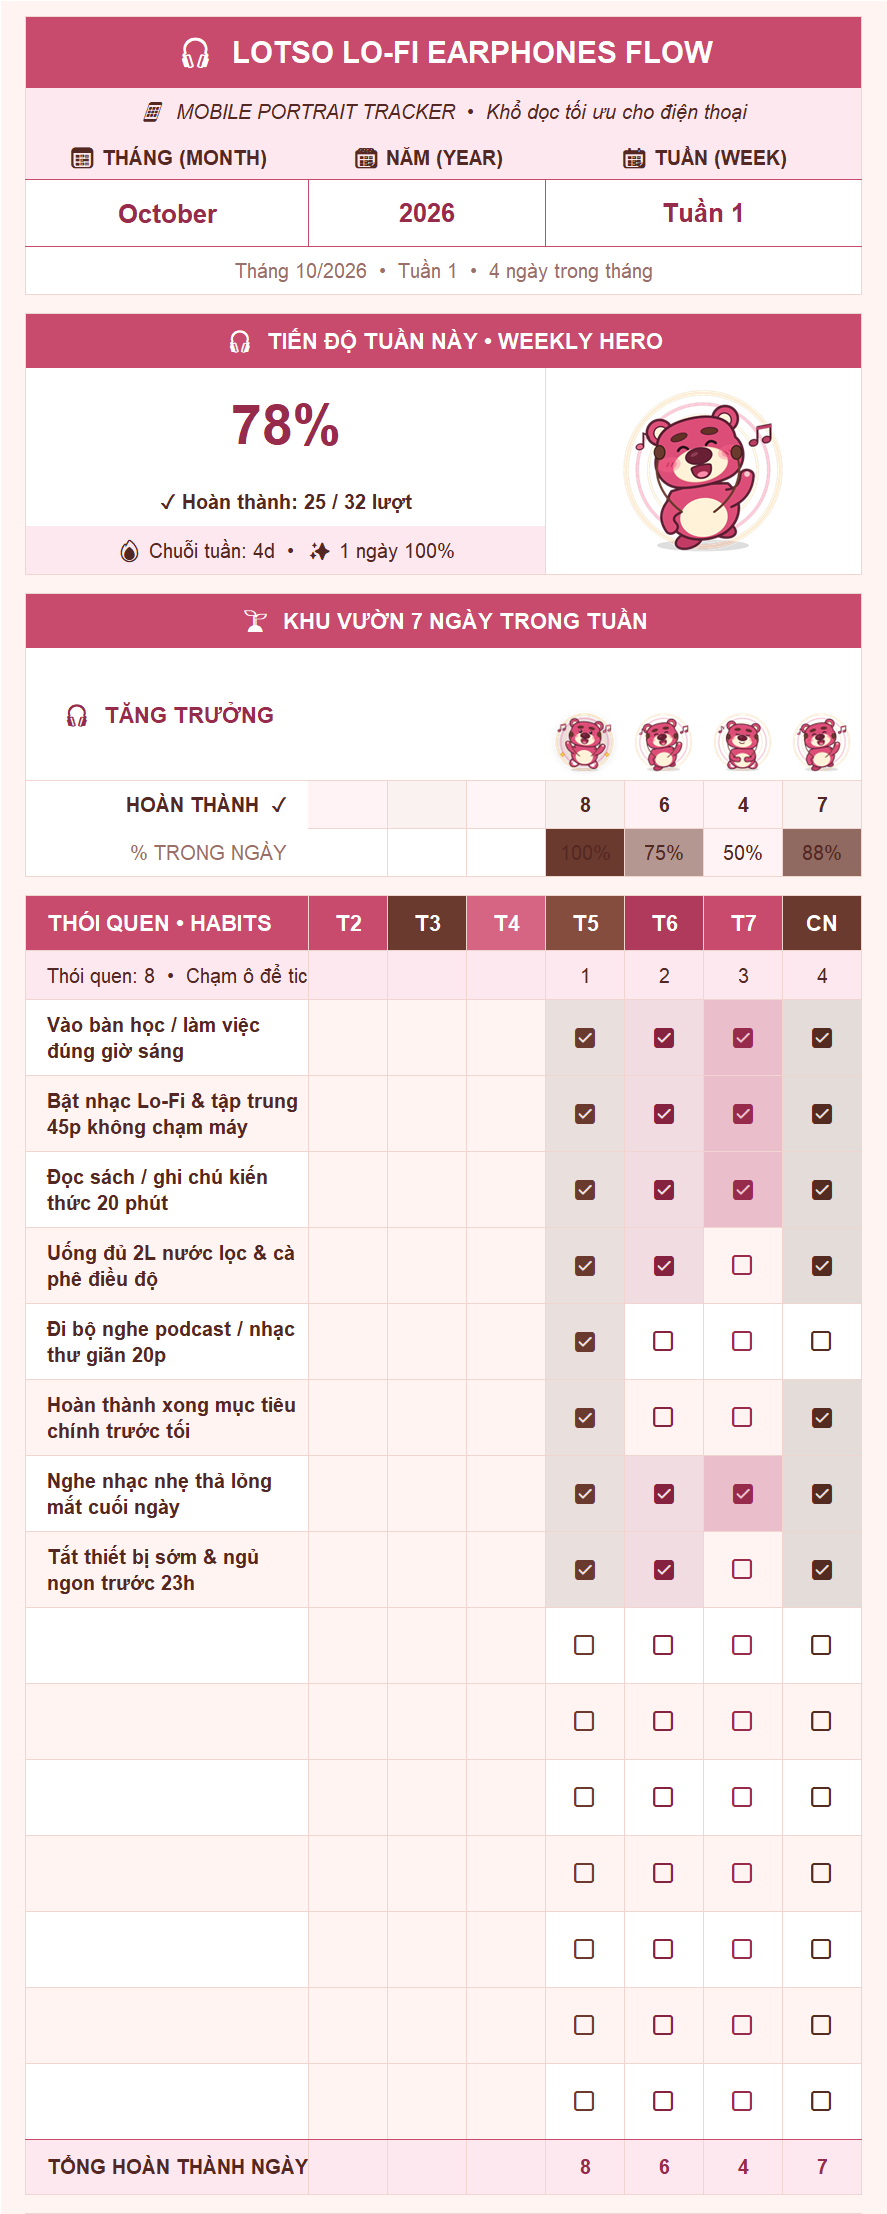 LOTSO LO-FI EARPHONES FLOW
MOBILE PORTRAIT TRACKER • Khổ dọc tối ưu cho điện thoại
THÁNG (MONTH) NĂM (YEAR) TUẦN (WEEK)
October 2026 Tuần 1
Tháng 10/2026 • Tuần 1 • 4 ngày trong tháng
TIẾN ĐỘ TUẦN NÀY • WEEKLY HERO
78%
✓ Hoàn thành: 25 / 32 lượt
Chuỗi tuần: 4d • 1 ngày 100%
KHU VƯỜN 7 NGÀY TRONG TUẦN
TĂNG TRƯỞNG
HOÀN THÀNH ✓ 8 6 4 7
% TRONG NGÀY 100% 75% 50% 88%
THÓI QUEN • HABITS T2 T3 T4 T5 T6 T7 CN
Thói quen: 8 • Chạm ô để tic 1 2 3 4
Vào bàn học / làm việc
đúng giờ sáng
Bật nhạc Lo-Fi & tập trung
45p không chạm máy
Đọc sách / ghi chú kiến
thức 20 phút
Uống đủ 2L nước lọc & cà
phê điều độ
Đi bộ nghe podcast / nhạc
thư giãn 20p
Hoàn thành xong mục tiêu
chính trước tối
Nghe nhạc nhẹ thả lỏng
mắt cuối ngày
Tắt thiết bị sớm & ngủ
ngon trước 23h
TỔNG HOÀN THÀNH NGÀY 8 6 4 7